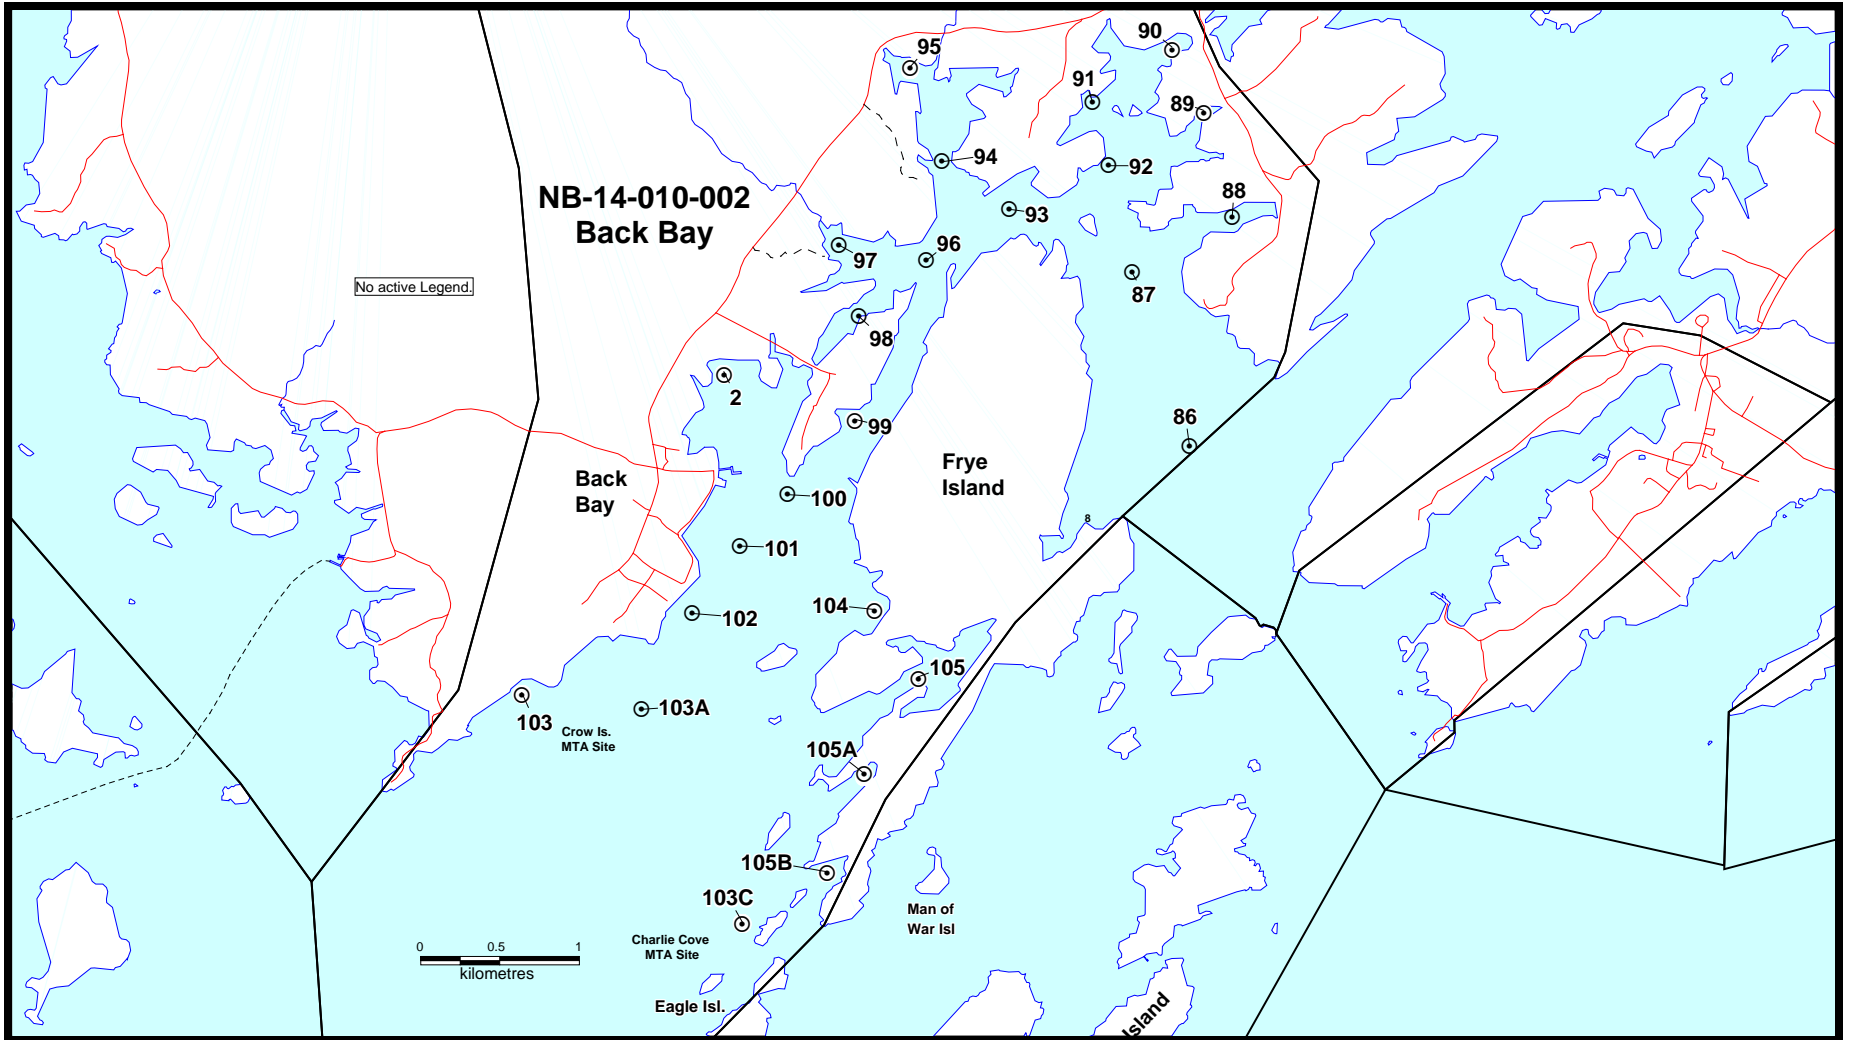 90
95
91
89
94
92
NB-14-010-002
Back Bay
88
93
96
97
87
No active Legend.
98
2
86
99
Frye
Island
Back
Bay
100
8
101
104
102
105
103A
103
Crow Is.
MTA Site
105A
105B
103C
Man of
War Isl
Charlie Cove
MTA Site
0 0.5 1
kilometres
Eagle Isl.
Island